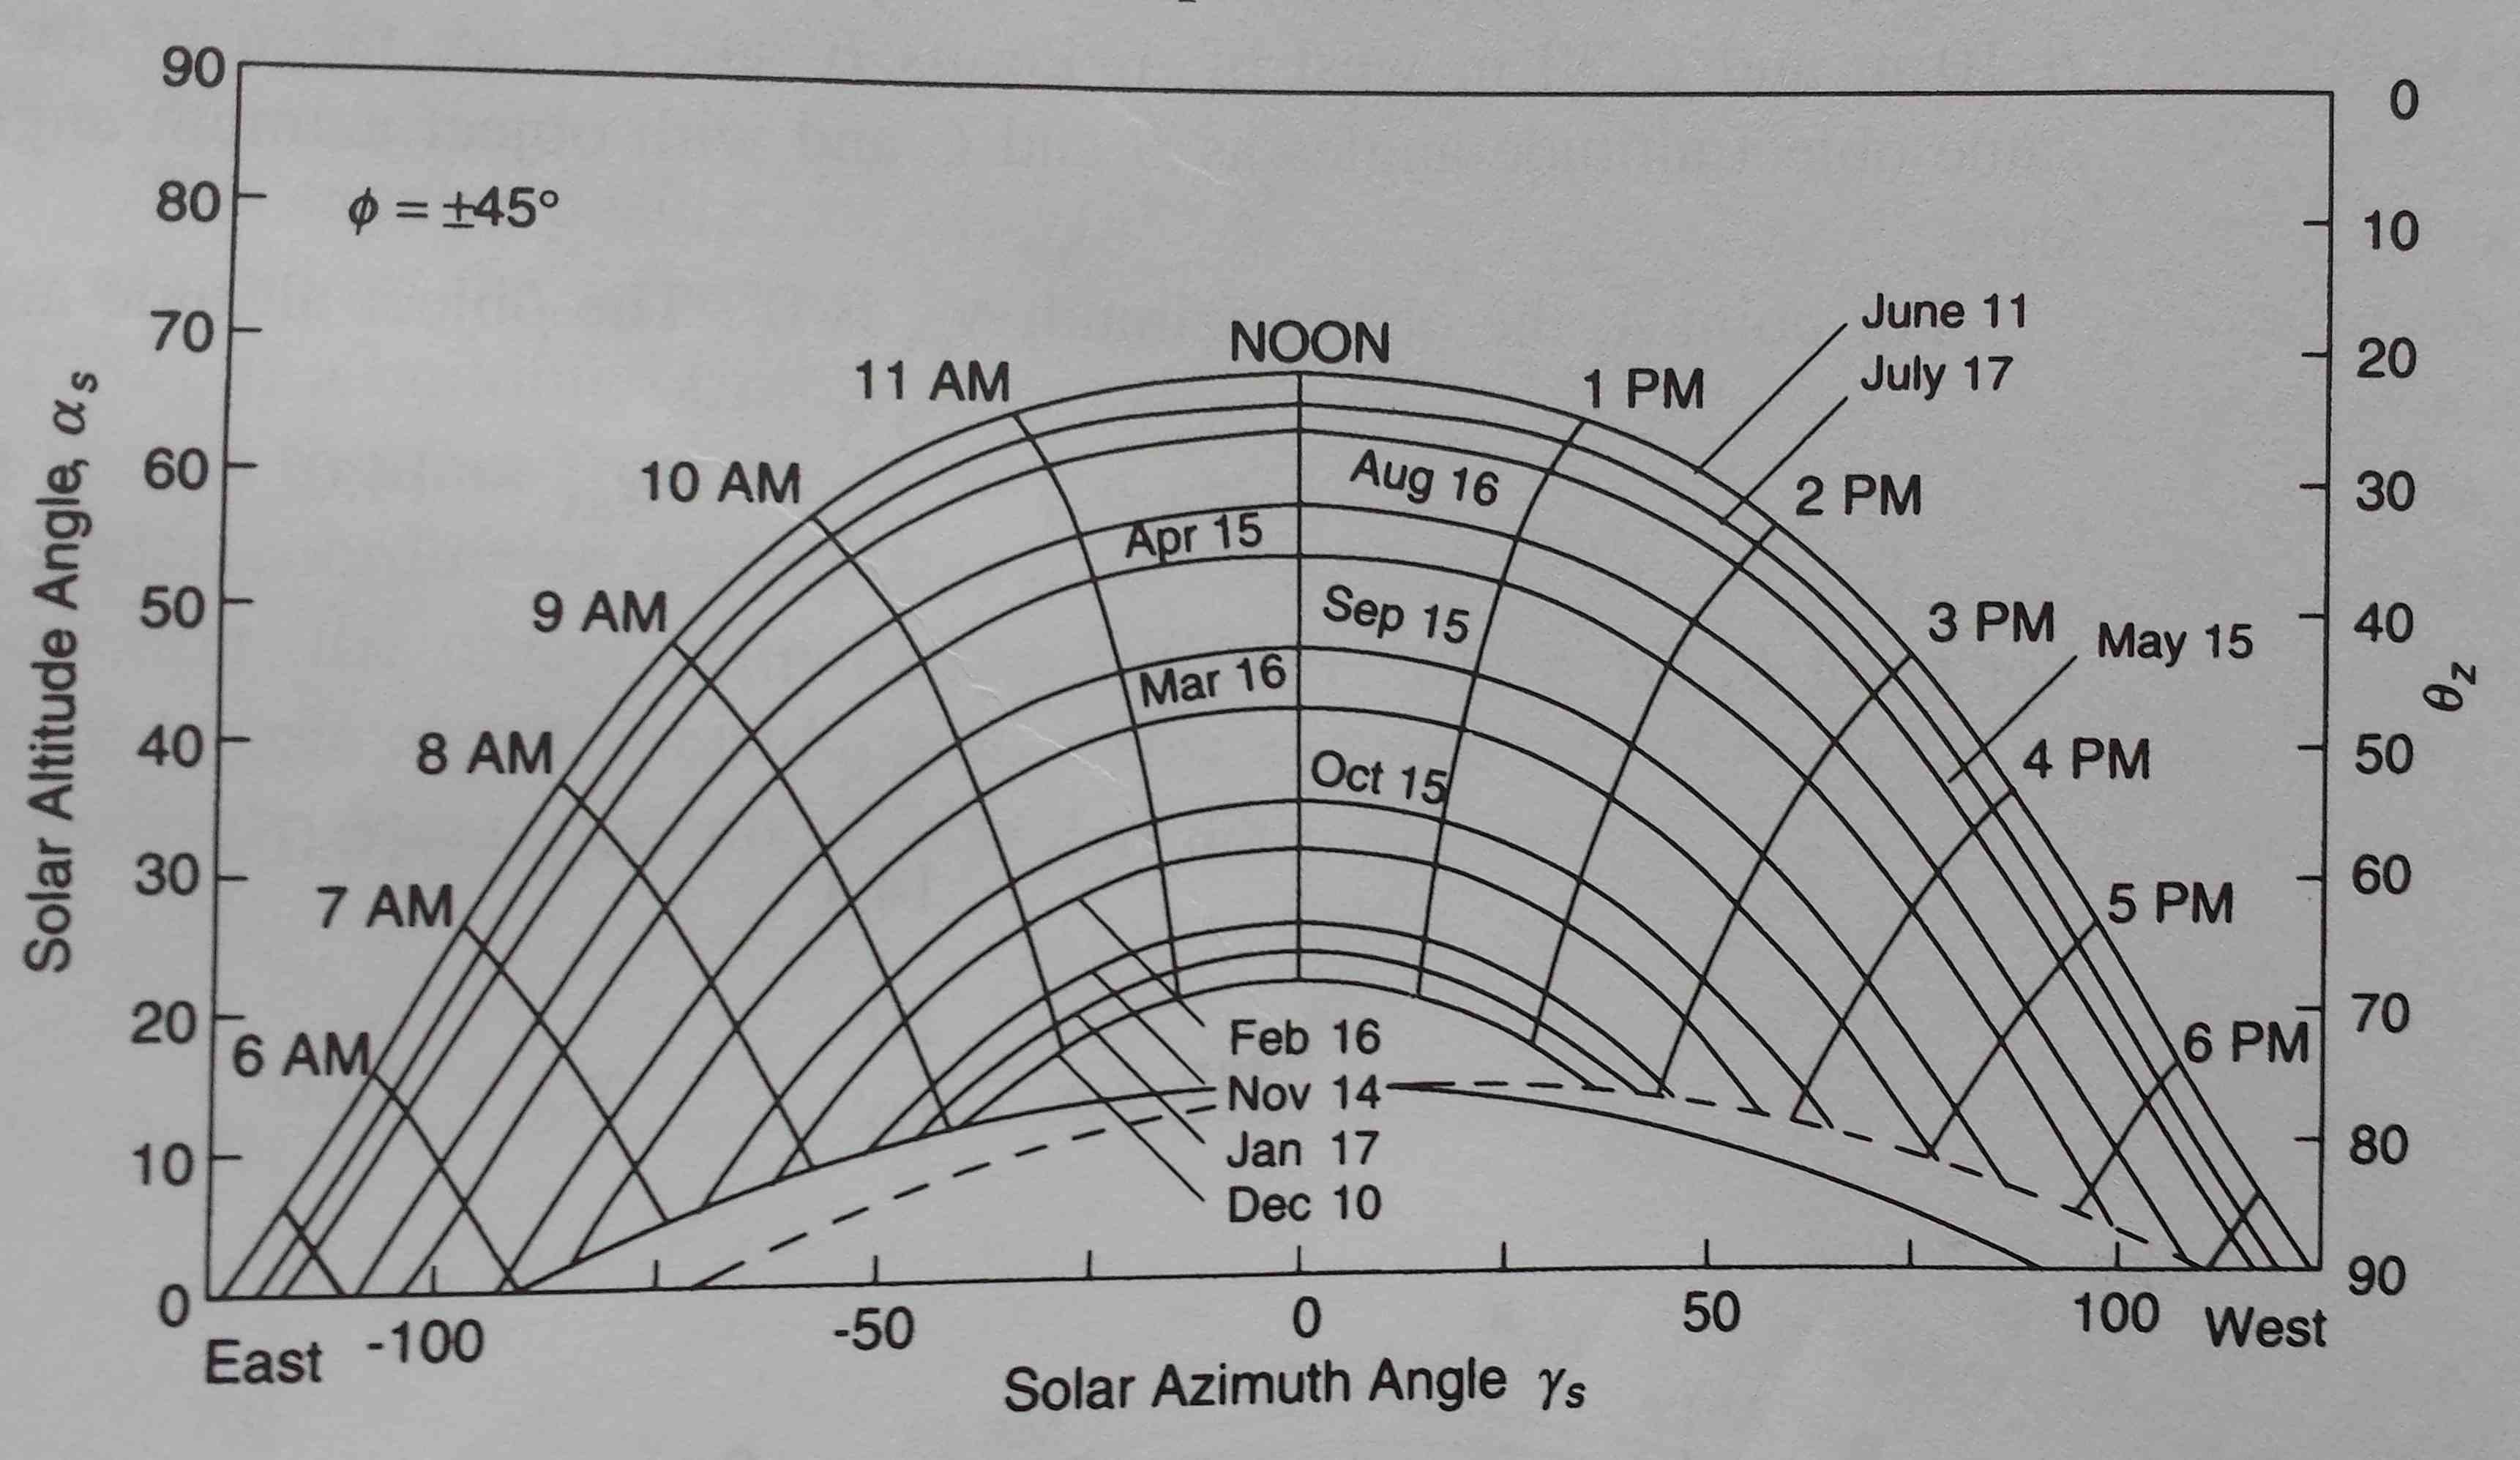 90
80
70
60
50
40
30
20
10
0
Solar Altitude Angle, αs
ϕ = ±45°
0
10
20
30
40
50
60
70
80
90
θz
NOON
11 AM
10 AM
9 AM
8 AM
7 AM
6 AM
1 PM
2 PM
3 PM
4 PM
5 PM
6 PM
June 11
July 17
May 15
Aug 16
Apr 15
Sep 15
Mar 16
Oct 15
Feb 16
Nov 14
Jan 17
Dec 10
East
-100
-50
0
50
100
West
Solar Azimuth Angle γs